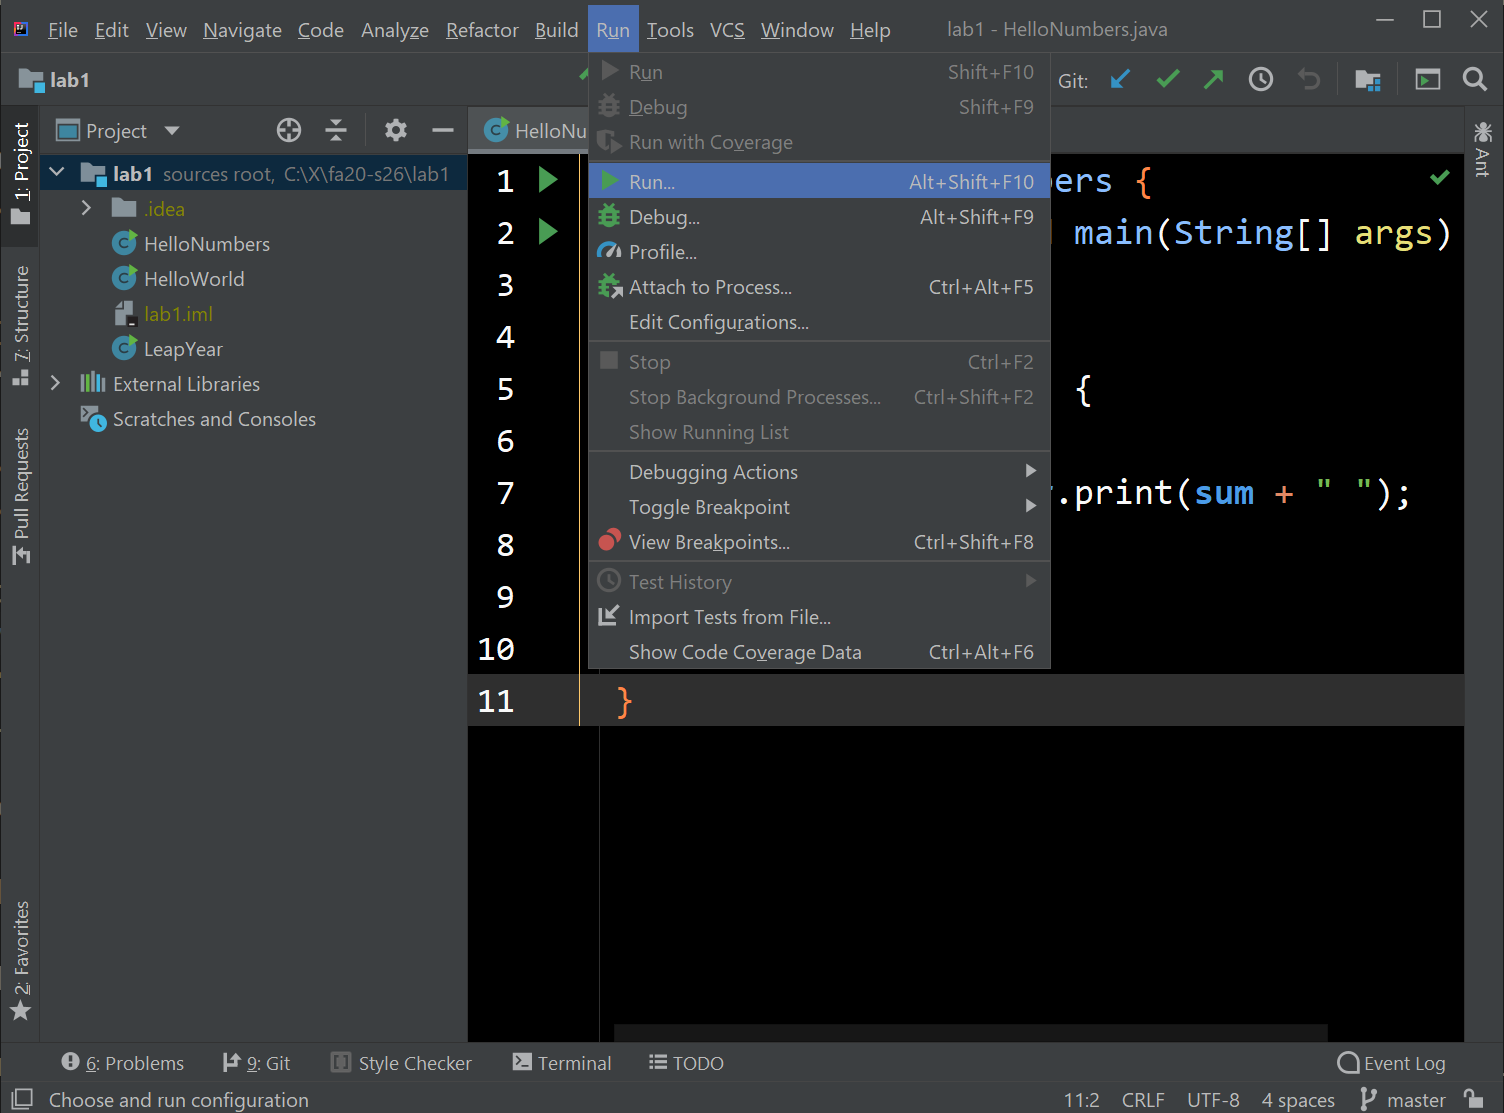 File Edit View Navigate Code Analyze Refactor Build Run Tools VCS Window Help lab1 - HelloNumbers.java
lab1
Git:
1: Project
7: Structure
Pull Requests
2: Favorites
Project
lab1 sources root, C:\X\fa20-s26\lab1
.idea
HelloNumbers
HelloWorld
lab1.iml
LeapYear
External Libraries
Scratches and Consoles
HelloNu
Run Shift+F10
Debug Shift+F9
Run with Coverage
Run... Alt+Shift+F10
Debug... Alt+Shift+F9
Profile...
Attach to Process... Ctrl+Alt+F5
Edit Configurations...
Stop Ctrl+F2
Stop Background Processes... Ctrl+Shift+F2
Show Running List
Debugging Actions
Toggle Breakpoint
View Breakpoints... Ctrl+Shift+F8
Test History
Import Tests from File...
Show Code Coverage Data Ctrl+Alt+F6
1 ers {
2 main(String[] args)
3
4
5 {
6
7 .print(sum + " ");
8
9
10
11 }
Ant
6: Problems 9: Git Style Checker Terminal TODO Event Log
Choose and run configuration 11:2 CRLF UTF-8 4 spaces master